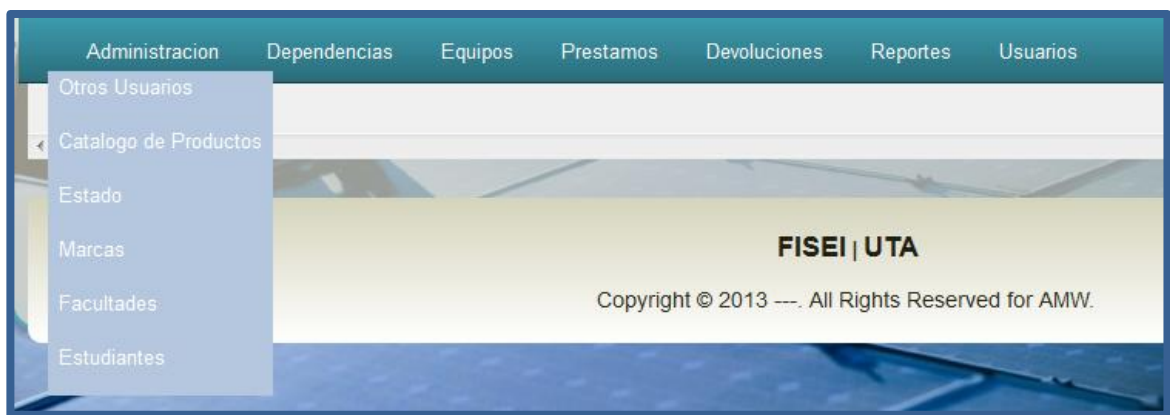 Administracion Dependencias Equipos Prestamos Devoluciones Reportes Usuarios
Otros Usuarios
Catalogo de Productos
Estado
Marcas
Facultades
Estudiantes
FISEI | UTA
Copyright © 2013 ---. All Rights Reserved for AMW.